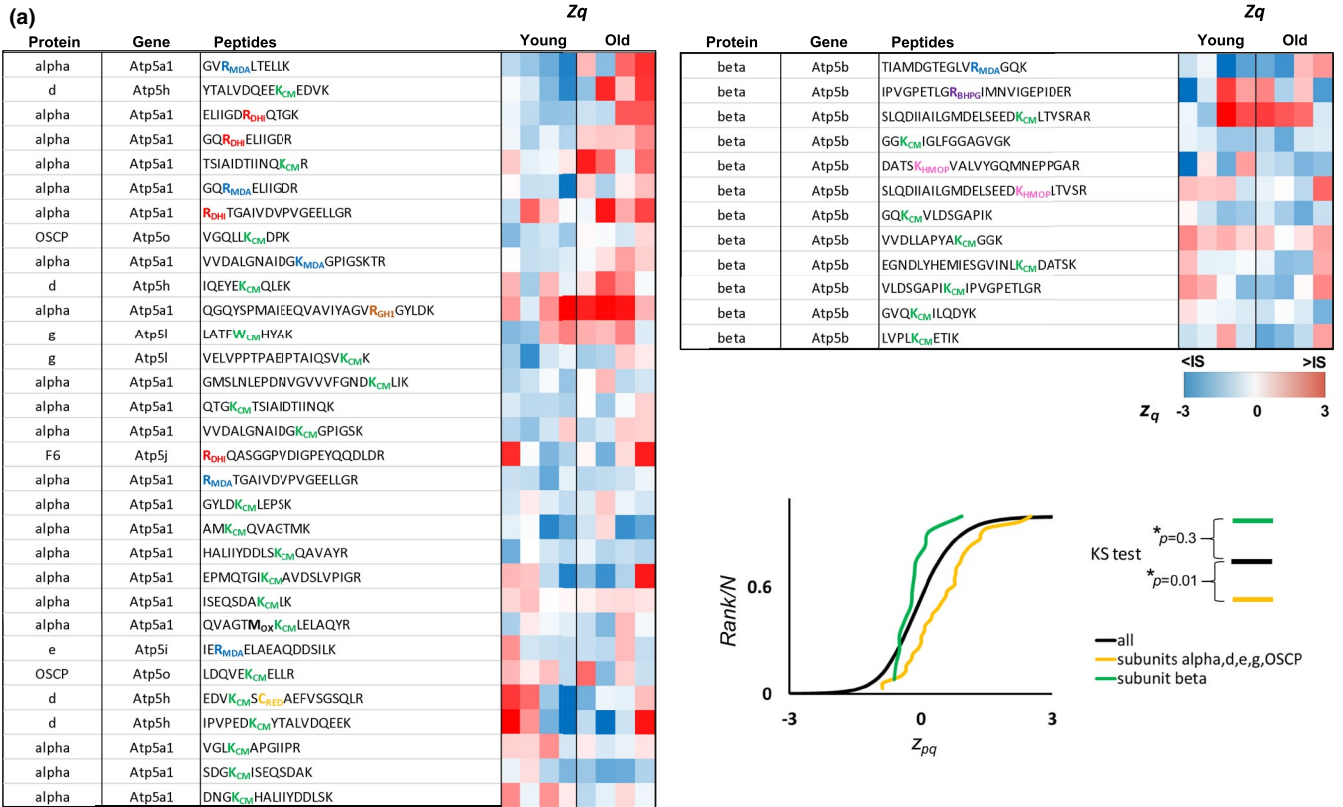 (a)
Zq
Protein Gene Peptides Young Old
alpha Atp5a1 GVRMDALTELLK
d Atp5h YTALVDQEEKCMEDVK
alpha Atp5a1 ELIIGDRDHIQTGK
alpha Atp5a1 GQRDHIELIIGDR
alpha Atp5a1 TSIAIDTIINQKCMR
alpha Atp5a1 GQRMDAELIIGDR
alpha Atp5a1 RDHITGAIVDVPVGEELLGR
OSCP Atp5o VGQLLKCMDPK
alpha Atp5a1 VVDALGNAIDGKMDAGPIGSKTR
d Atp5h IQEYEKCMQLEK
alpha Atp5a1 QGQYSPMAIEEQVAVIYAGVRGH1GYLDK
g Atp5l LATFWCMHYAK
g Atp5l VELVPPTPAEIPTAIQSVKCMK
alpha Atp5a1 GMSLNLEPDNVGVVVFGNDKCMLIK
alpha Atp5a1 QTGKCMTSIAIDTIINQK
alpha Atp5a1 VVDALGNAIDGKCMGPIGSK
F6 Atp5j RDHIQASGGPVDIGPEYQQDLDR
alpha Atp5a1 RMDATGAIVDVPVGEELLGR
alpha Atp5a1 GYLDKCMLEPSK
alpha Atp5a1 AMKCMQVAGTMK
alpha Atp5a1 HALIIYDDLSKCMQAVAYR
alpha Atp5a1 EPMQTGIKCMAVDSLVPIGR
alpha Atp5a1 ISEQSDAKCMLK
alpha Atp5a1 QVAGTMOXKCMLELAQYR
e Atp5i IERMDAELAEAQDDSILK
OSCP Atp5o LDQVEKCMELLR
d Atp5h EDVKCMSCREDAEFVSGSQLR
d Atp5h IPVPEDKCMYTALVDQEEK
alpha Atp5a1 VGLKCMAPGIIPR
alpha Atp5a1 SDGKCMISEQSDAK
alpha Atp5a1 DNGKCMHALIIYDDLSK
Zq
Protein Gene Peptides Young Old
beta Atp5b TIAMDGTEGLVRMDAGQK
beta Atp5b IPVGPETLGRBHPGIMNVIGEPIDER
beta Atp5b SLQDIIAILGMDELSEEDKCMLTVSRAR
beta Atp5b GGKCMIGLFGGAGVGK
beta Atp5b DATSKHMOPVALVYGQMNEPPGAR
beta Atp5b SLQDIIAILGMDELSEEDKHMOPLTVSR
beta Atp5b GQKCMVLDSGAPIK
beta Atp5b VVDLLAPYAKCMGGK
beta Atp5b EGNDLYHEMIESGVINLKCMDATSK
beta Atp5b VLDSGAPIKCMIPVGPETLGR
beta Atp5b GVQKCMILQDYK
beta Atp5b LVPLKCMETIK
<IS >IS
zq -3 0 3
Rank/N
0.6
0
-3 0 3
zpq
KS test
*p=0.3
*p=0.01
all
subunits alpha,d,e,g,OSCP
subunit beta